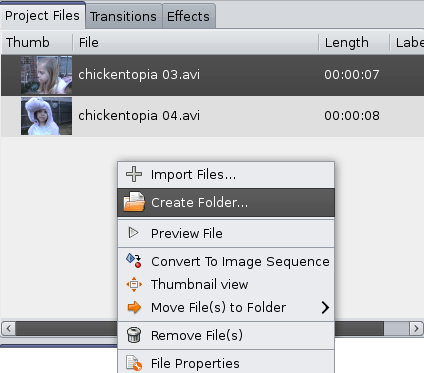 Project Files Transitions Effects
Thumb File Length Labe
chickentopia 03.avi 00:00:07
chickentopia 04.avi 00:00:08
Import Files...
Create Folder...
Preview File
Convert To Image Sequence
Thumbnail view
Move File(s) to Folder
Remove File(s)
File Properties